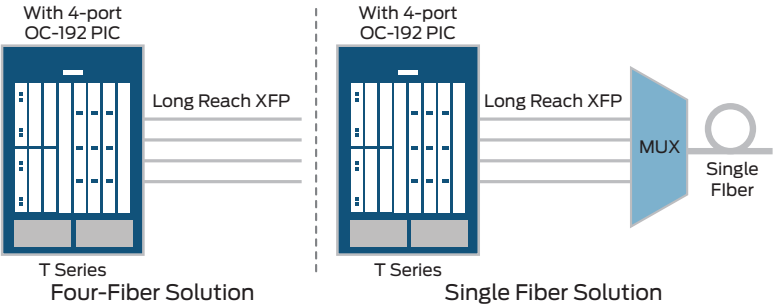 With 4-port
OC-192 PIC
Long Reach XFP
T Series
Four-Fiber Solution
With 4-port
OC-192 PIC
Long Reach XFP
MUX
Single
FIber
T Series
Single Fiber Solution